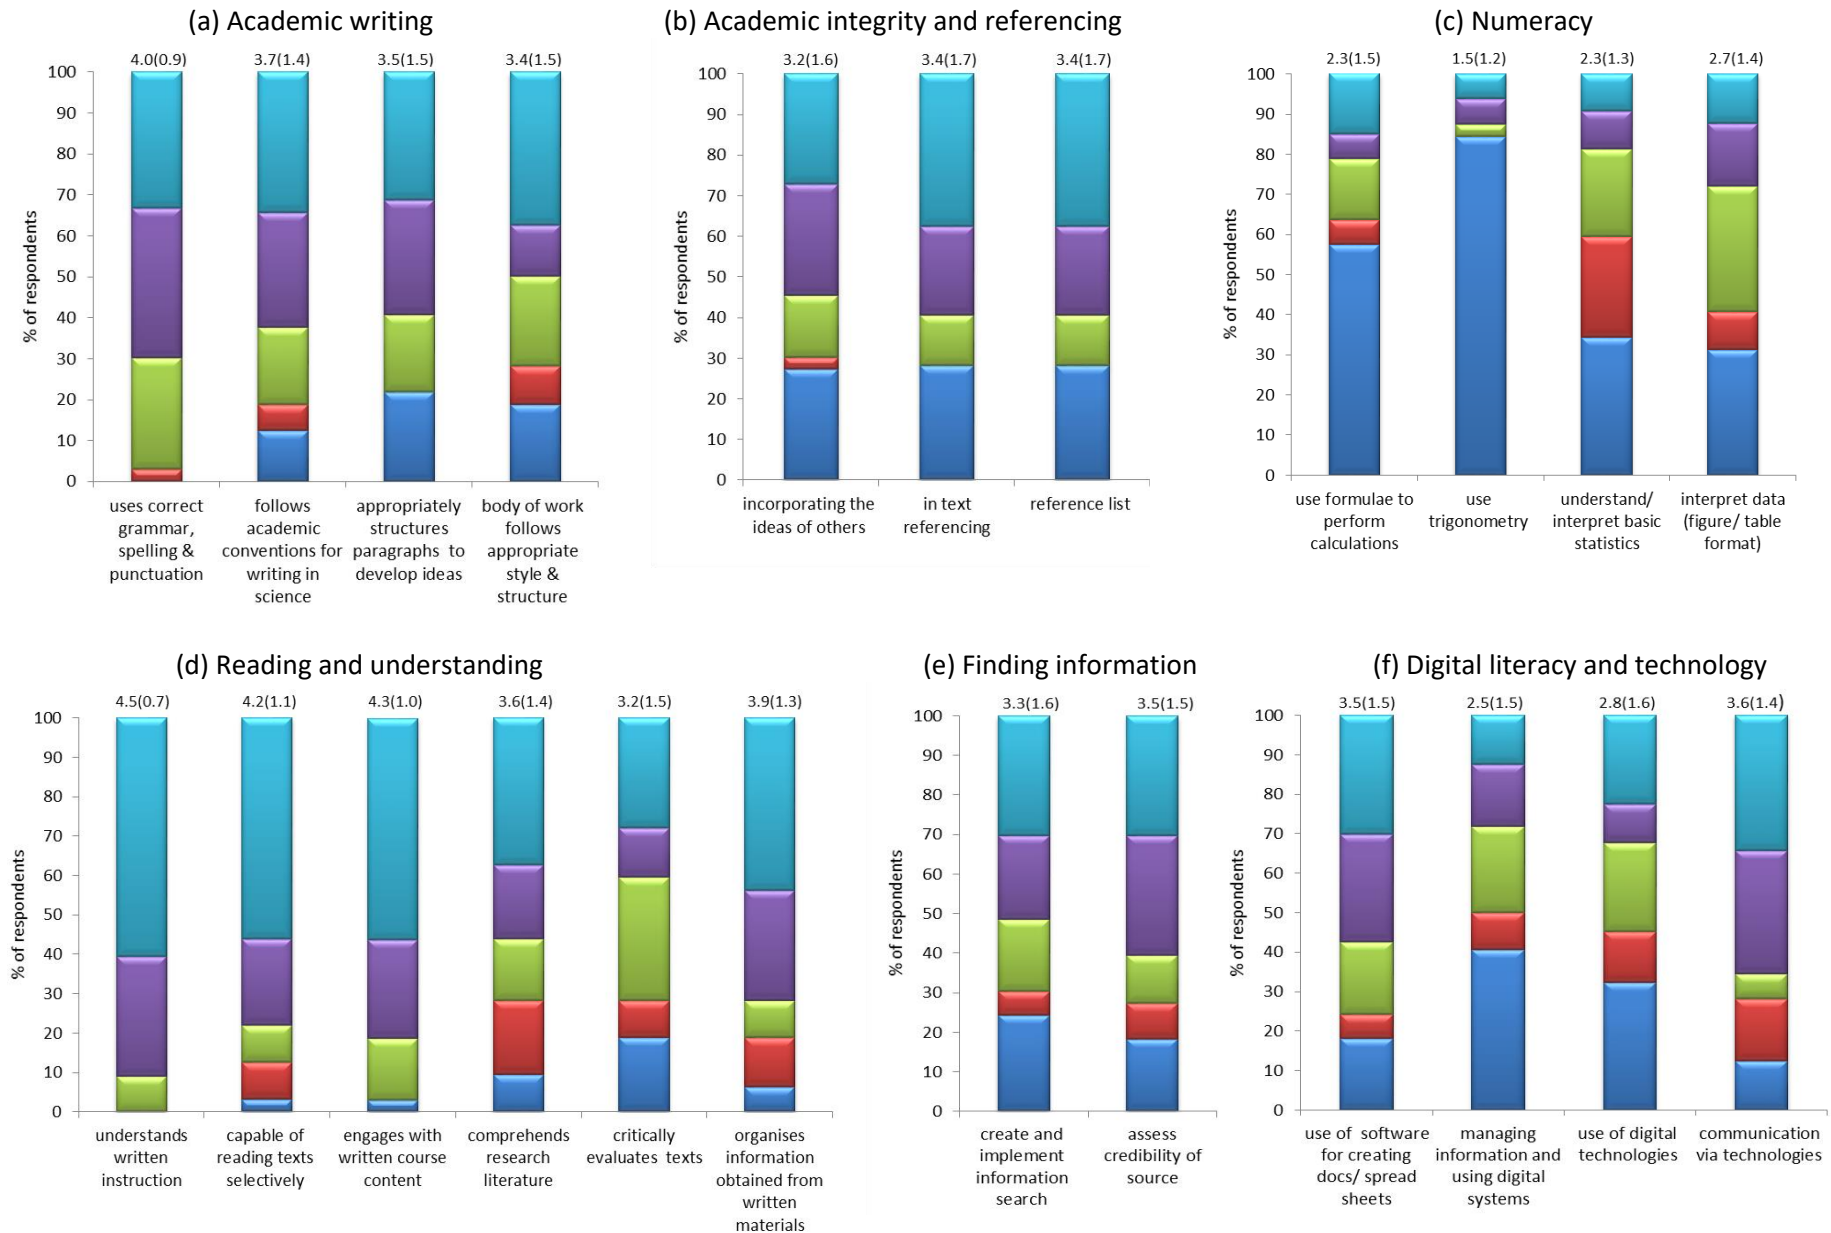 (a) Academic writing
4.0(0.9) 3.7(1.4) 3.5(1.5) 3.4(1.5)
100
90
80
70
60
50
40
30
20
10
0
% of respondents
uses correct
grammar,
spelling &
punctuation
follows
academic
conventions for
writing in
science
appropriately
structures
paragraphs to
develop ideas
body of work
follows
appropriate
style &
structure
(b) Academic integrity and referencing
3.2(1.6) 3.4(1.7) 3.4(1.7)
100
90
80
70
60
50
40
30
20
10
0
% of respondents
incorporating the
ideas of others
in text
referencing
reference list
(c) Numeracy
2.3(1.5) 1.5(1.2) 2.3(1.3) 2.7(1.4)
100
90
80
70
60
50
40
30
20
10
0
% of respondents
use formulae to
perform
calculations
use
trigonometry
understand/
interpret basic
statistics
interpret data
(figure/ table
format)
(d) Reading and understanding
4.5(0.7) 4.2(1.1) 4.3(1.0) 3.6(1.4) 3.2(1.5) 3.9(1.3)
100
90
80
70
60
50
40
30
20
10
0
% of respondents
understands
written
instruction
capable of
reading texts
selectively
engages with
written course
content
comprehends
research
literature
critically
evaluates texts
organises
information
obtained from
written
materials
(e) Finding information
3.3(1.6) 3.5(1.5)
100
90
80
70
60
50
40
30
20
10
0
% of respondents
create and
implement
information
search
assess
credibility of
source
(f) Digital literacy and technology
3.5(1.5) 2.5(1.5) 2.8(1.6) 3.6(1.4)
100
90
80
70
60
50
40
30
20
10
0
% of respondents
use of software
for creating
docs/ spread
sheets
managing
information and
using digital
systems
use of digital
technologies
communication
via technologies